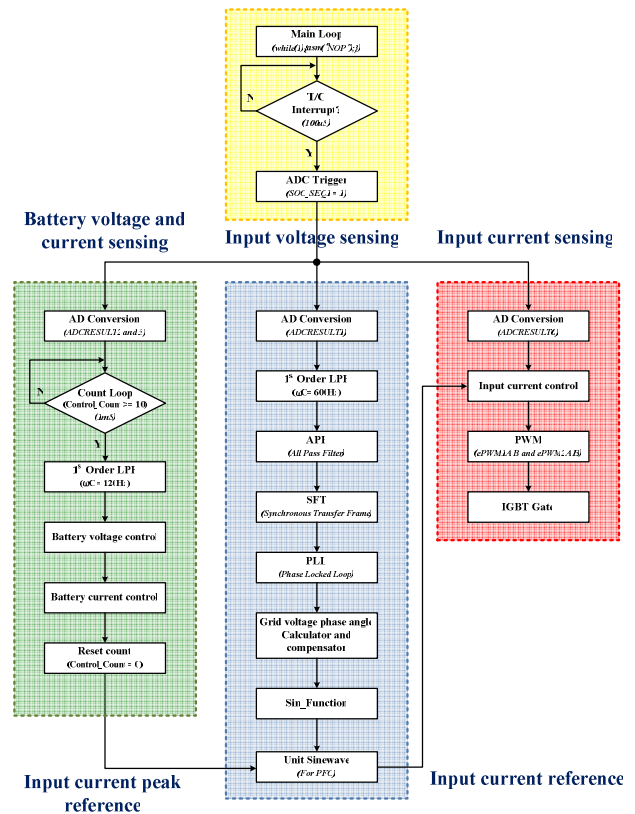 Main Loop
(while(1){asm("NOP");})
N
T/C
Interrupt?
(100uS)
Y
ADC Trigger
(SOC_SEQ1 = 1)
Battery voltage and
current sensing
Input voltage sensing
Input current sensing
AD Conversion
(ADCRESULT2 and 3)
N
Count Loop
(Control_Count >= 10)
(1mS)
Y
1st Order LPF
(ωC = 120Hz)
Battery voltage control
Battery current control
Reset count
(Control_Count = 0)
Input current peak
reference
AD Conversion
(ADCRESULT1)
1st Order LPF
(ωC = 60Hz)
APF
(All Pass Filter)
SFT
(Synchronous Transfer Frame)
PLL
(Phase Locked Loop)
Grid voltage phase angle
Calculator and
compensator
Sin_Function
Unit Sinewave
(For PFC)
AD Conversion
(ADCRESULT0)
Input current control
PWM
(ePWM1A,B and ePWM2A,B)
IGBT Gate
Input current reference